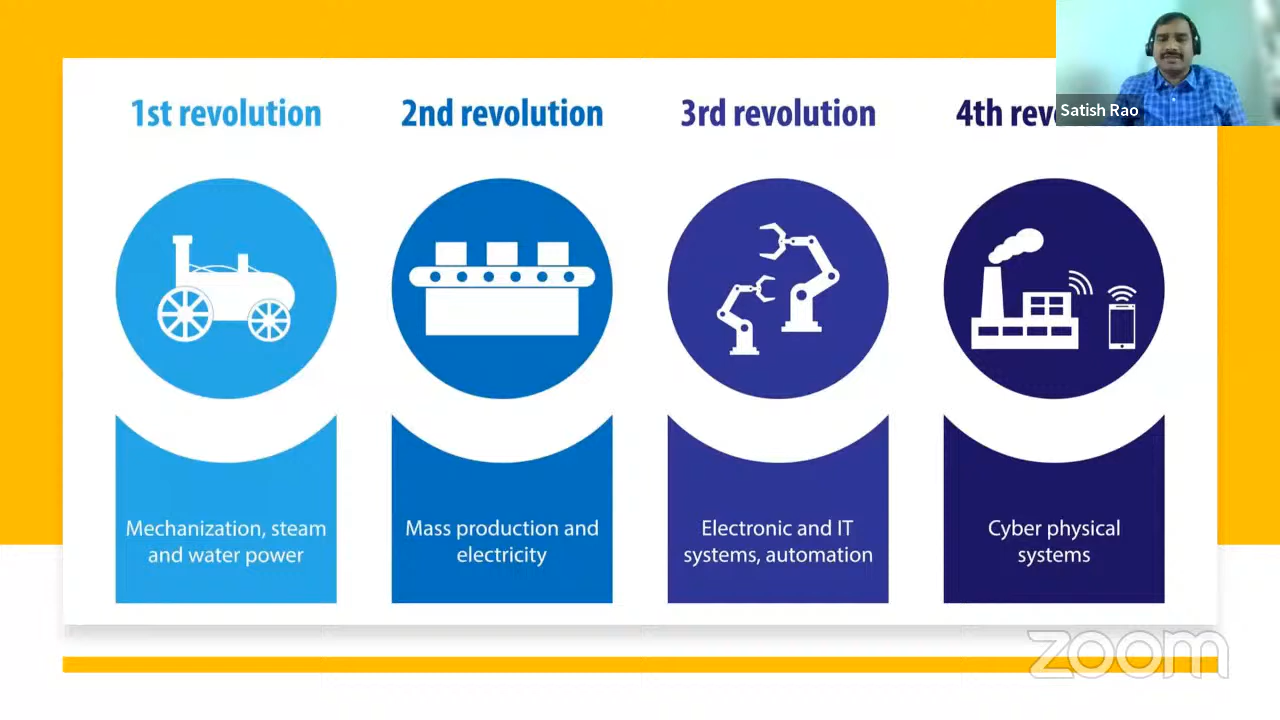 1st revolution
2nd revolution
3rd revolution
4th rev
Satish Rao
Mechanization, steam
and water power
Mass production and
electricity
Electronic and IT
systems, automation
Cyber physical
systems
zoom